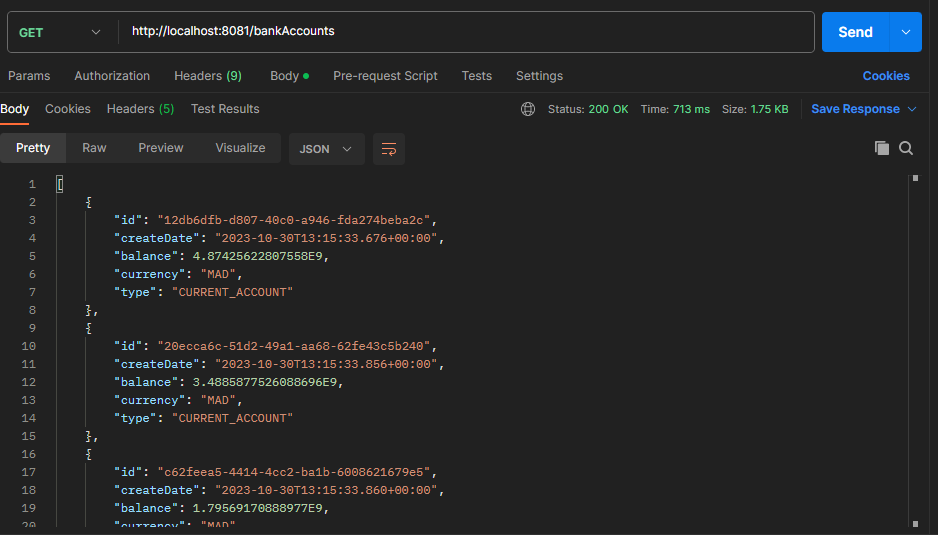 GET http://localhost:8081/bankAccounts Send
Params Authorization Headers (9) Body Pre-request Script Tests Settings Cookies
Body Cookies Headers (5) Test Results Status: 200 OK Time: 713 ms Size: 1.75 KB Save Response
Pretty Raw Preview Visualize JSON
1 [
2 {
3 "id": "12db6dfb-d807-40c0-a946-fda274beba2c",
4 "createDate": "2023-10-30T13:15:33.676+00:00",
5 "balance": 4.87425622807558E9,
6 "currency": "MAD",
7 "type": "CURRENT_ACCOUNT"
8 },
9 {
10 "id": "20ecca6c-51d2-49a1-aa68-62fe43c5b240",
11 "createDate": "2023-10-30T13:15:33.856+00:00",
12 "balance": 3.4885877526088696E9,
13 "currency": "MAD",
14 "type": "CURRENT_ACCOUNT"
15 },
16 {
17 "id": "c62feea5-4414-4cc2-ba1b-6008621679e5",
18 "createDate": "2023-10-30T13:15:33.860+00:00",
19 "balance": 1.79569170888977E9,
20 "currency": "MAD"